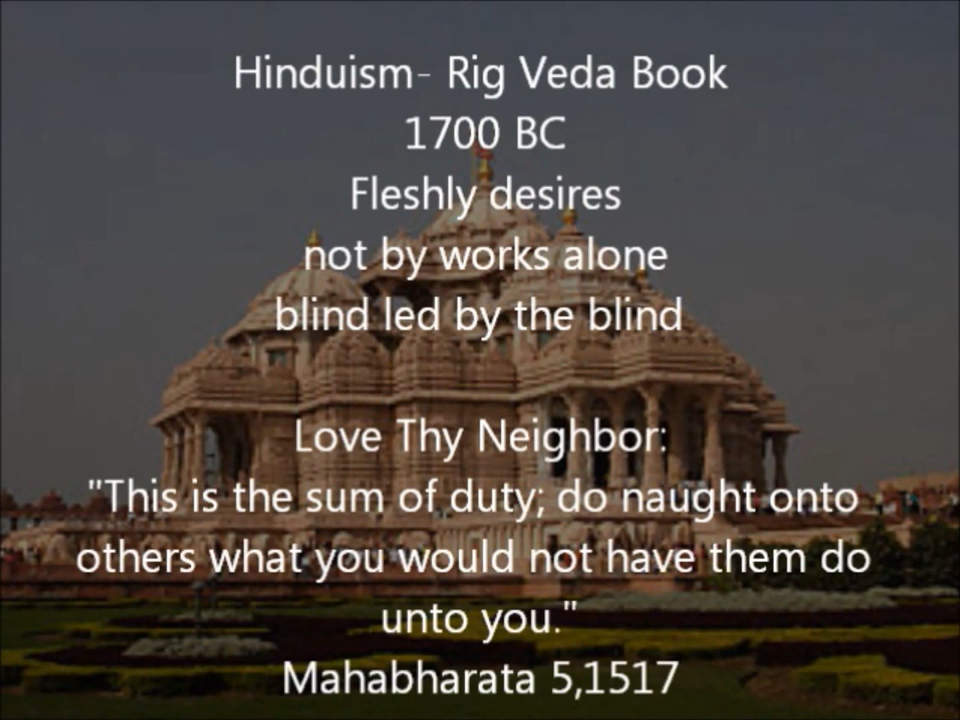 Hinduism- Rig Veda Book
1700 BC
Fleshly desires
not by works alone
blind led by the blind
Love Thy Neighbor:
"This is the sum of duty; do naught onto
others what you would not have them do
unto you."
Mahabharata 5,1517